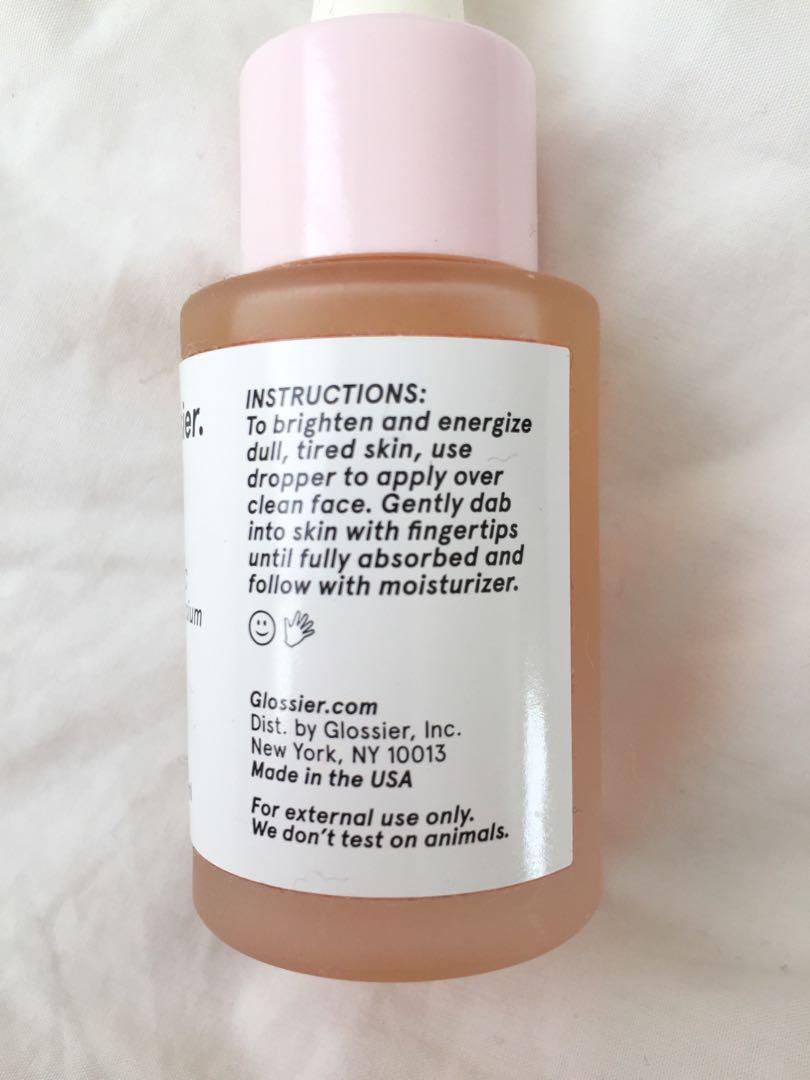 INSTRUCTIONS:
To brighten and energize
dull, tired skin, use
dropper to apply over
clean face. Gently dab
into skin with fingertips
until fully absorbed and
follow with moisturizer.
Glossier.com
Dist. by Glossier, Inc.
New York, NY 10013
Made in the USA
For external use only.
We don't test on animals.